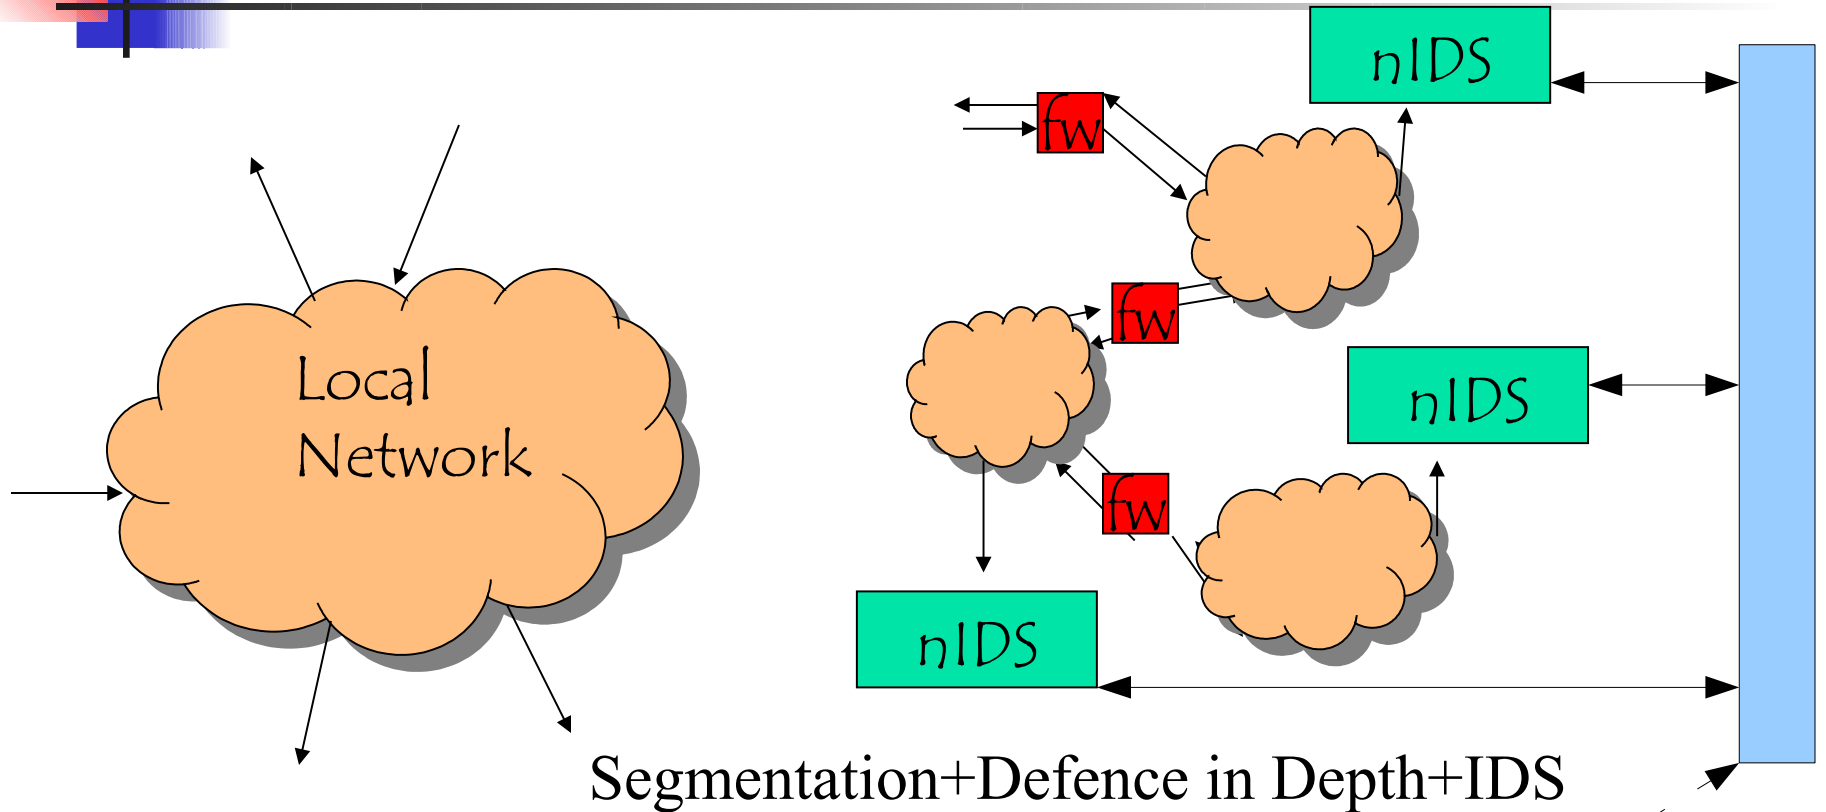 nIDS
fw
fw
Local
Network
nIDS
fw
nIDS
Segmentation+Defence in Depth+IDS